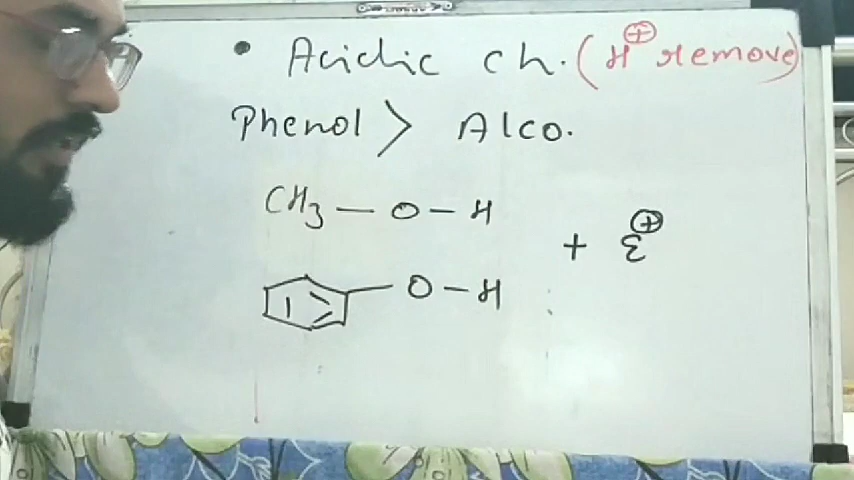 • Acidic ch. (H⊕ remove)
Phenol > Alco.
CH₃ — O — H
+ ε⊕
O — H